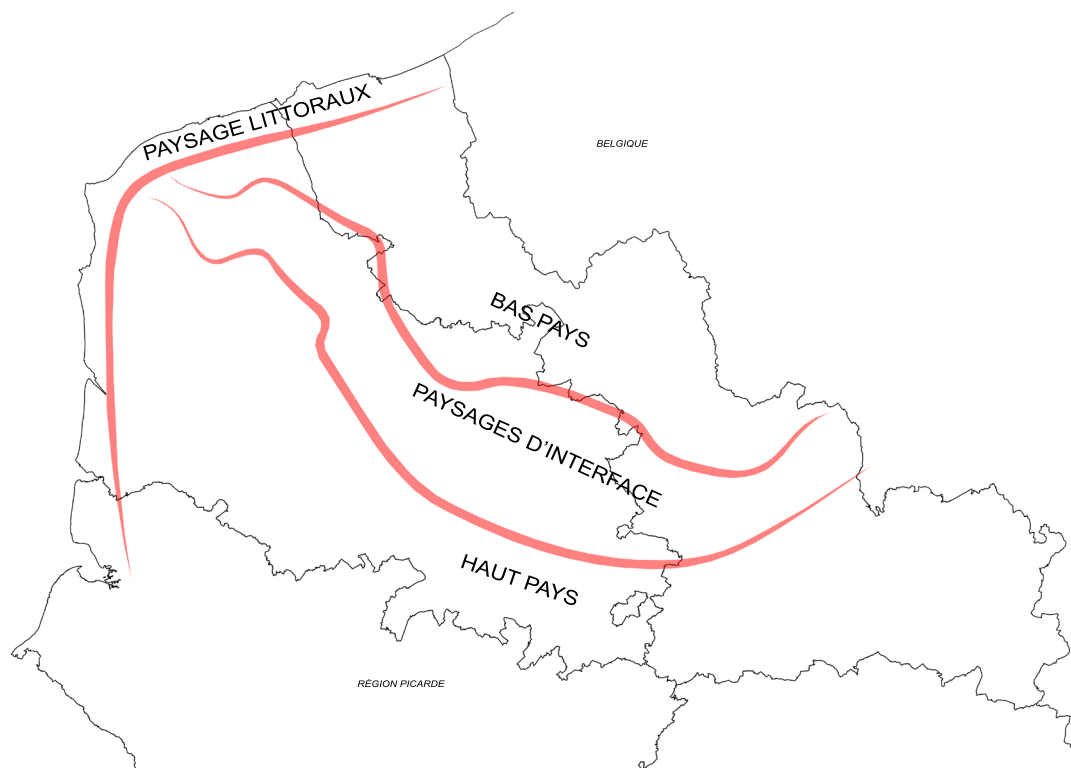 PAYSAGE LITTORAUX
BELGIQUE
BAS PAYS
PAYSAGES D'INTERFACE
HAUT PAYS
RÉGION PICARDE